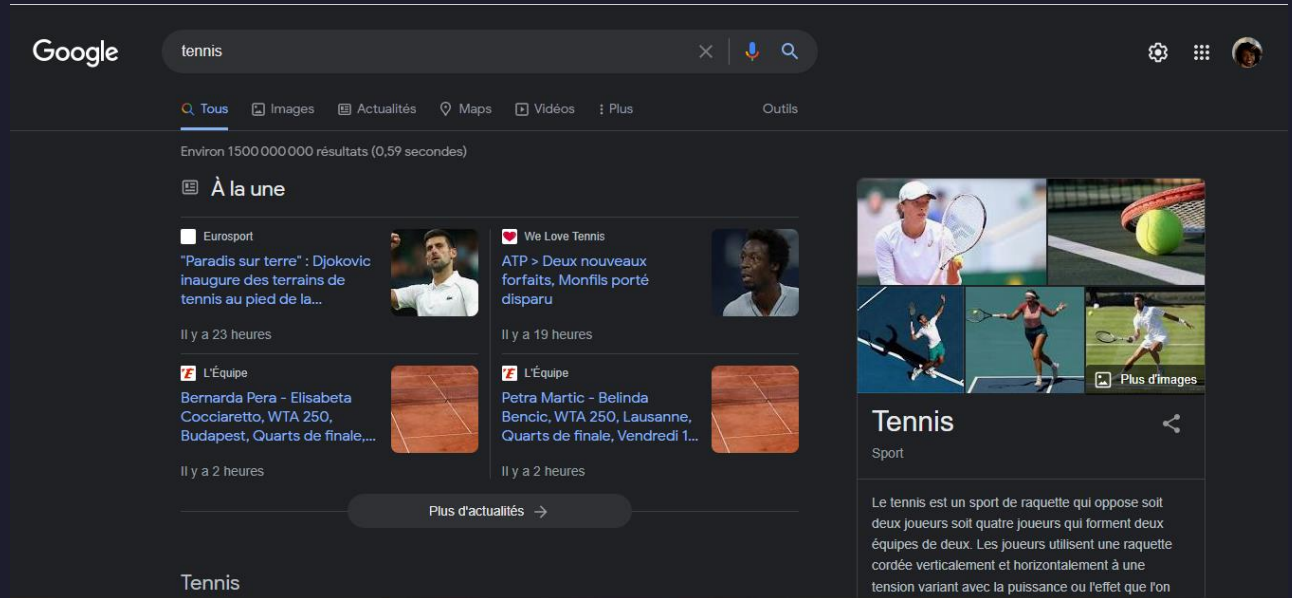 Google
tennis
Tous
Images
Actualités
Maps
Vidéos
Plus
Outils
Environ 1 500 000 000 résultats (0,59 secondes)
À la une
Eurosport
"Paradis sur terre" : Djokovic
inaugure des terrains de
tennis au pied de la...
Il y a 23 heures
We Love Tennis
ATP > Deux nouveaux
forfaits, Monfils porté
disparu
Il y a 19 heures
L'Équipe
Bernarda Pera - Elisabeta
Cocciaretto, WTA 250,
Budapest, Quarts de finale,...
Il y a 2 heures
L'Équipe
Petra Martic - Belinda
Bencic, WTA 250, Lausanne,
Quarts de finale, Vendredi 1...
Il y a 2 heures
Plus d'actualités
Tennis
Plus d'images
Tennis
Sport
Le tennis est un sport de raquette qui oppose soit
deux joueurs soit quatre joueurs qui forment deux
équipes de deux. Les joueurs utilisent une raquette
cordée verticalement et horizontalement à une
tension variant avec la puissance ou l'effet que l'on